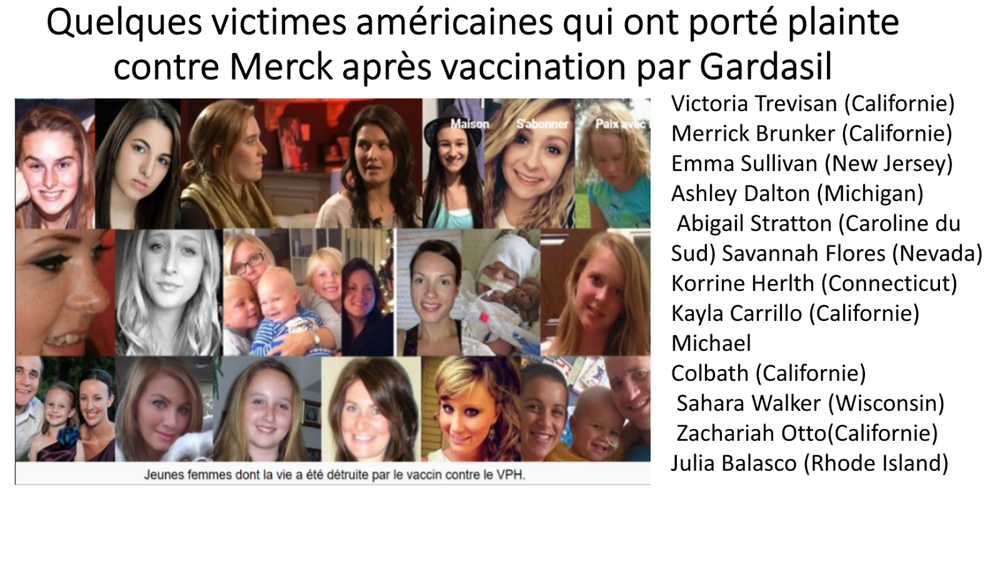 Quelques victimes américaines qui ont porté plainte
contre Merck après vaccination par Gardasil
Maison
S'abonner
Paix avec
Jeunes femmes dont la vie a été détruite par le vaccin contre le VPH.
Victoria Trevisan (Californie)
Merrick Brunker (Californie)
Emma Sullivan (New Jersey)
Ashley Dalton (Michigan)
Abigail Stratton (Caroline du
Sud) Savannah Flores (Nevada)
Korrine Herlth (Connecticut)
Kayla Carrillo (Californie)
Michael
Colbath (Californie)
Sahara Walker (Wisconsin)
Zachariah Otto(Californie)
Julia Balasco (Rhode Island)